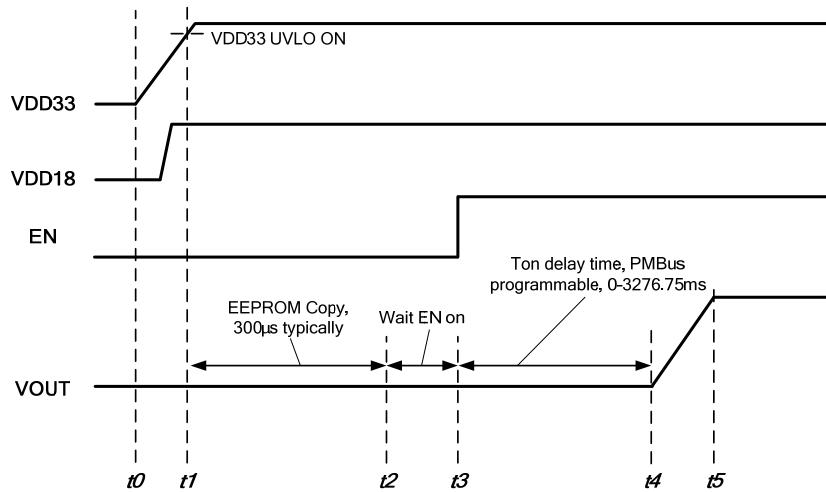 VDD33 UVLO ON
VDD33
VDD18
EN
Ton delay time, PMBus
programmable, 0-3276.75ms
EEPROM Copy,
300µs typically
Wait EN on
VOUT
t0 t1 t2 t3 t4 t5